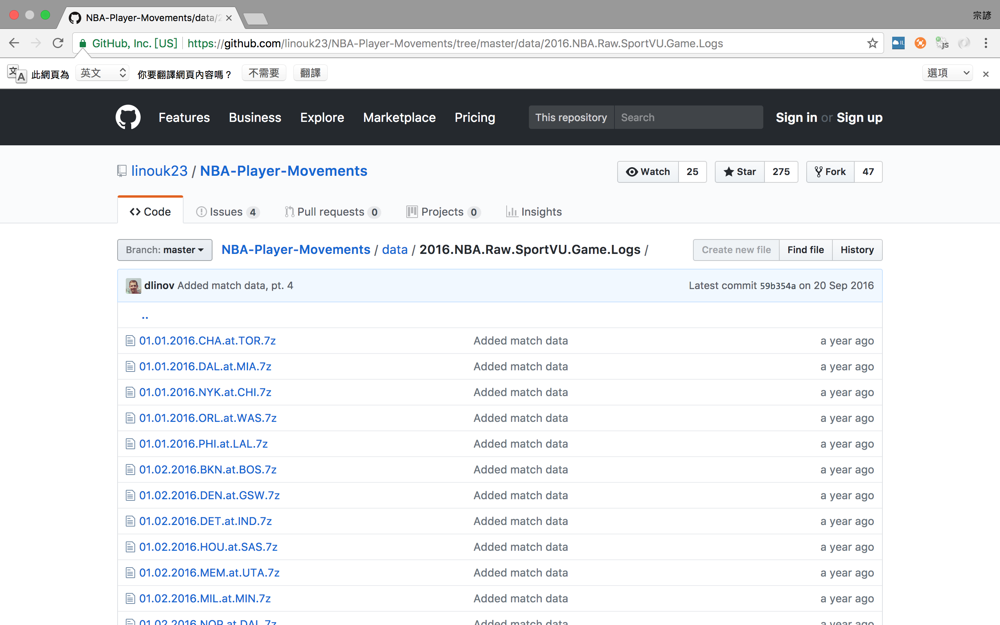 NBA-Player-Movements/data/2
宗諺
GitHub, Inc. [US] https://github.com/linouk23/NBA-Player-Movements/tree/master/data/2016.NBA.Raw.SportVU.Game.Logs
此網頁為 英文 你要翻譯網頁內容嗎？ 不需要 翻譯 選項
Features Business Explore Marketplace Pricing This repository Search Sign in or Sign up
linouk23 / NBA-Player-Movements Watch 25 Star 275 Fork 47
Code Issues 4 Pull requests 0 Projects 0 Insights
Branch: master NBA-Player-Movements / data / 2016.NBA.Raw.SportVU.Game.Logs / Create new file Find file History
dlinov Added match data, pt. 4 Latest commit 59b354a on 20 Sep 2016
..
01.01.2016.CHA.at.TOR.7z Added match data a year ago
01.01.2016.DAL.at.MIA.7z Added match data a year ago
01.01.2016.NYK.at.CHI.7z Added match data a year ago
01.01.2016.ORL.at.WAS.7z Added match data a year ago
01.01.2016.PHI.at.LAL.7z Added match data a year ago
01.02.2016.BKN.at.BOS.7z Added match data a year ago
01.02.2016.DEN.at.GSW.7z Added match data a year ago
01.02.2016.DET.at.IND.7z Added match data a year ago
01.02.2016.HOU.at.SAS.7z Added match data a year ago
01.02.2016.MEM.at.UTA.7z Added match data a year ago
01.02.2016.MIL.at.MIN.7z Added match data a year ago
01.02.2016.NOP.at.DAL.7z Added match data a year ago